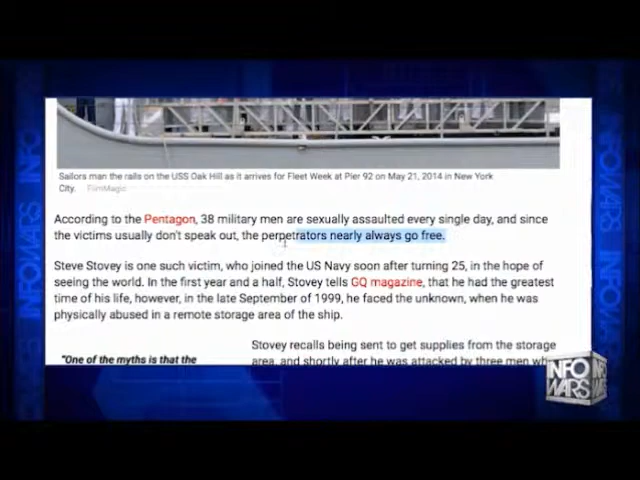 Sailors man the rails on the USS Oak Hill as it arrives for Fleet Week at Pier 92 on May 21, 2014 in New York
City. FilmMagic
According to the Pentagon, 38 military men are sexually assaulted every single day, and since
the victims usually don't speak out, the perpetrators nearly always go free.
Steve Stovey is one such victim, who joined the US Navy soon after turning 25, in the hope of
seeing the world. In the first year and a half, Stovey tells GQ magazine, that he had the greatest
time of his life, however, in the late September of 1999, he faced the unknown, when he was
physically abused in a remote storage area of the ship.
Stovey recalls being sent to get supplies from the storage
area, and shortly after he was attacked by three men
"One of the myths is that the
INFO
WARS
INFOWARS
INFO